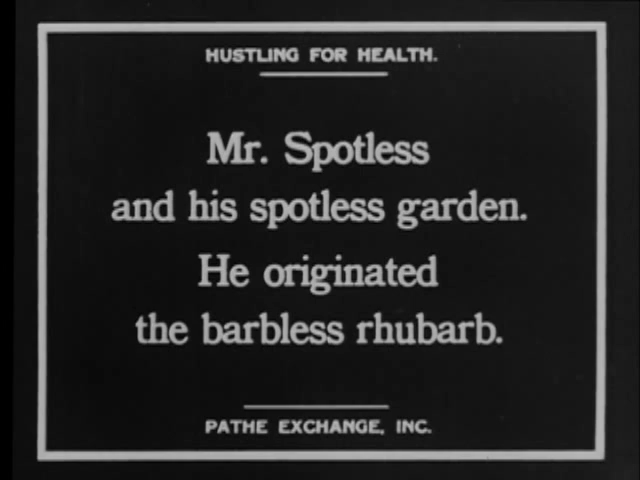 HUSTLING FOR HEALTH.
Mr. Spotless
and his spotless garden.
He originated
the barbless rhubarb.
PATHE EXCHANGE, INC.